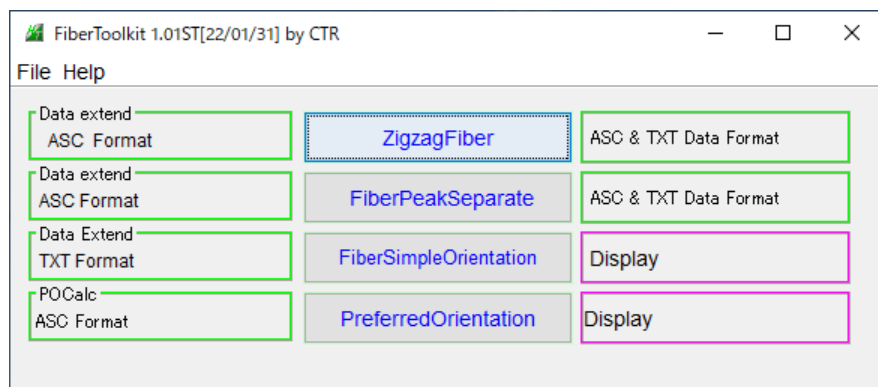 FiberToolkit 1.01ST[22/01/31] by CTR
File Help
Data extend
ASC Format
ZigzagFiber
ASC & TXT Data Format
Data extend
ASC Format
FiberPeakSeparate
ASC & TXT Data Format
Data Extend
TXT Format
FiberSimpleOrientation
Display
POCalc
ASC Format
PreferredOrientation
Display